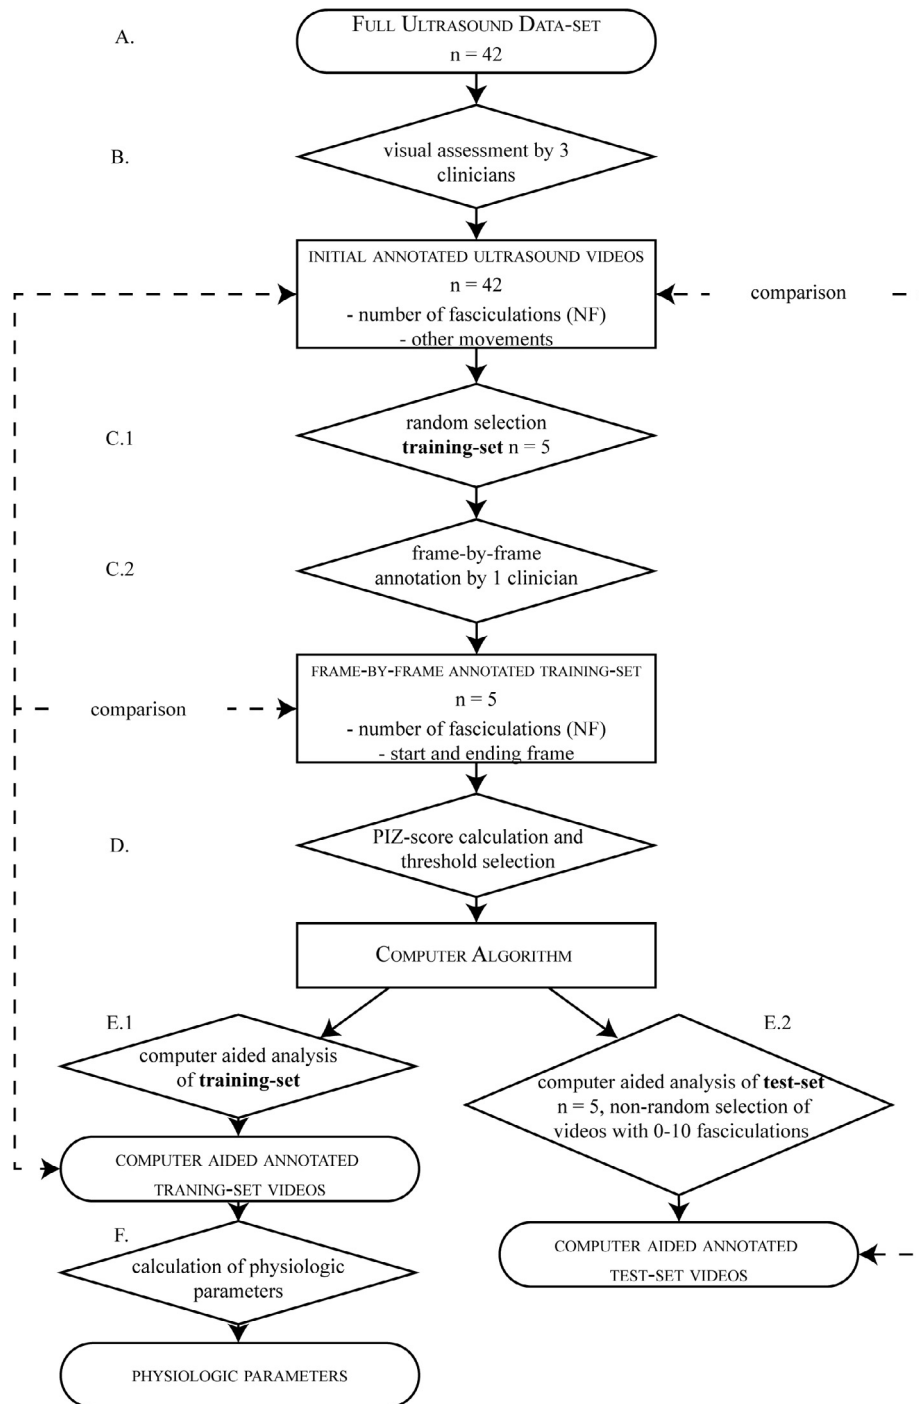 A.
FULL ULTRASOUND DATA-SET
n = 42
B.
visual assessment by 3
clinicians
INITIAL ANNOTATED ULTRASOUND VIDEOS
n = 42
- number of fasciculations (NF)
- other movements
comparison
C.1
random selection
training-set n = 5
C.2
frame-by-frame
annotation by 1 clinician
FRAME-BY-FRAME ANNOTATED TRAINING-SET
n = 5
- number of fasciculations (NF)
- start and ending frame
comparison
D.
PIZ-score calculation and
threshold selection
COMPUTER ALGORITHM
E.1
computer aided analysis
of training-set
E.2
computer aided analysis of test-set
n = 5, non-random selection of
videos with 0-10 fasciculations
COMPUTER AIDED ANNOTATED
TRANING-SET VIDEOS
F.
calculation of physiologic
parameters
COMPUTER AIDED ANNOTATED
TEST-SET VIDEOS
PHYSIOLOGIC PARAMETERS